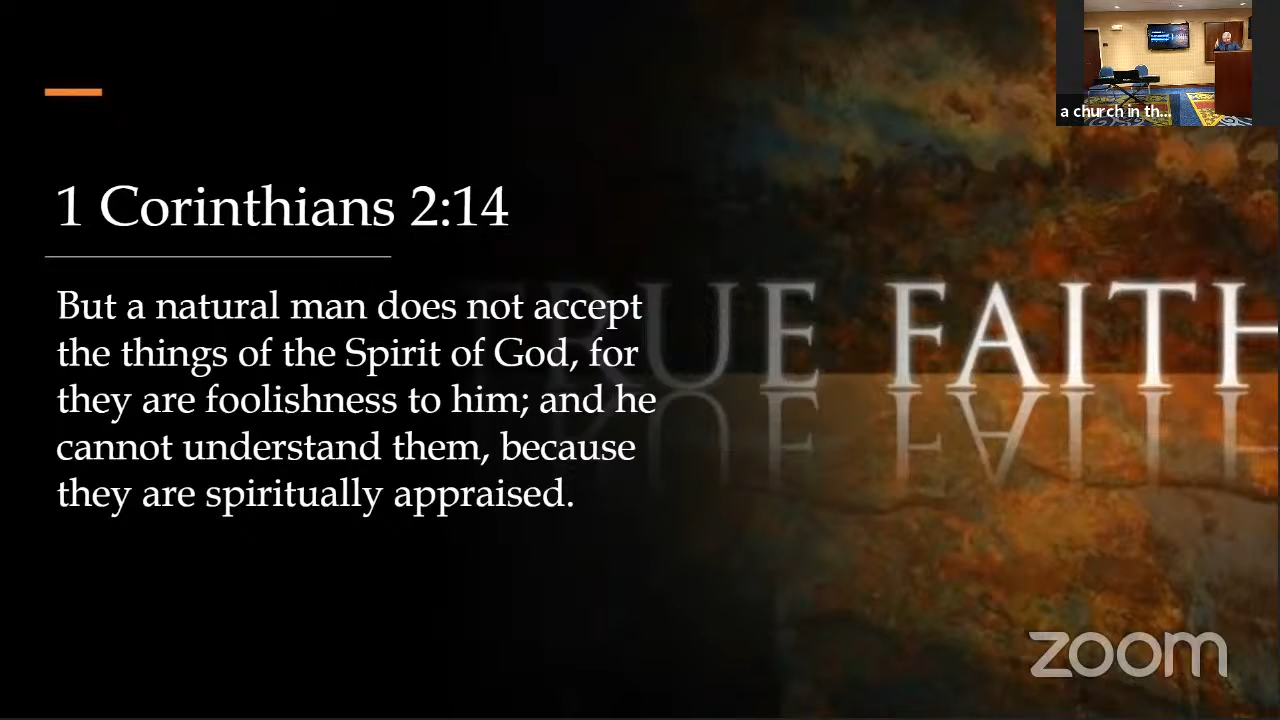 a church in th...
1 Corinthians 2:14
But a natural man does not accept
the things of the Spirit of God, for
they are foolishness to him; and he
cannot understand them, because
they are spiritually appraised.
TRUE FAITH
zoom